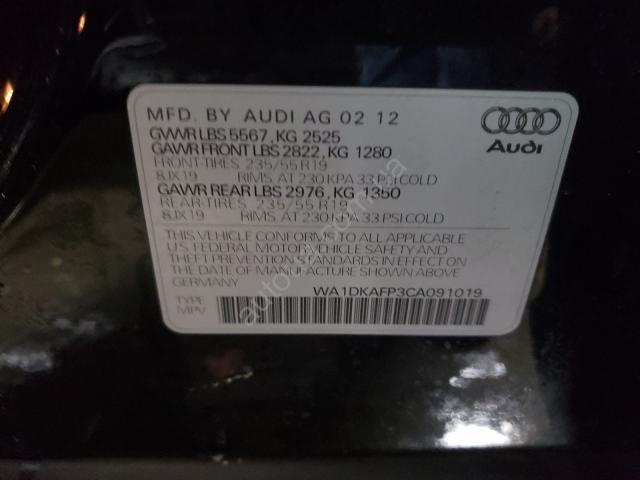 MFD. BY AUDI AG 02 12
GVWR LBS 5567, KG 2525
GAWR FRONT LBS 2822, KG 1280
FRONT-TIRES 235/55 R19
8JX19 RIMS AT 230 KPA 33 PSI COLD
GAWR REAR LBS 2976, KG 1350
REAR-TIRES 235/55 R19
8JX19 RIMS AT 230 KPA 33 PSI COLD
THIS VEHICLE CONFORMS TO ALL APPLICABLE
U.S. FEDERAL MOTOR VEHICLE SAFETY AND
THEFT PREVENTION STANDARDS IN EFFECT ON
THE DATE OF MANUFACTURE SHOWN ABOVE.
GERMANY WA1DKAFP3CA091019
TYPE
MPV
Audi